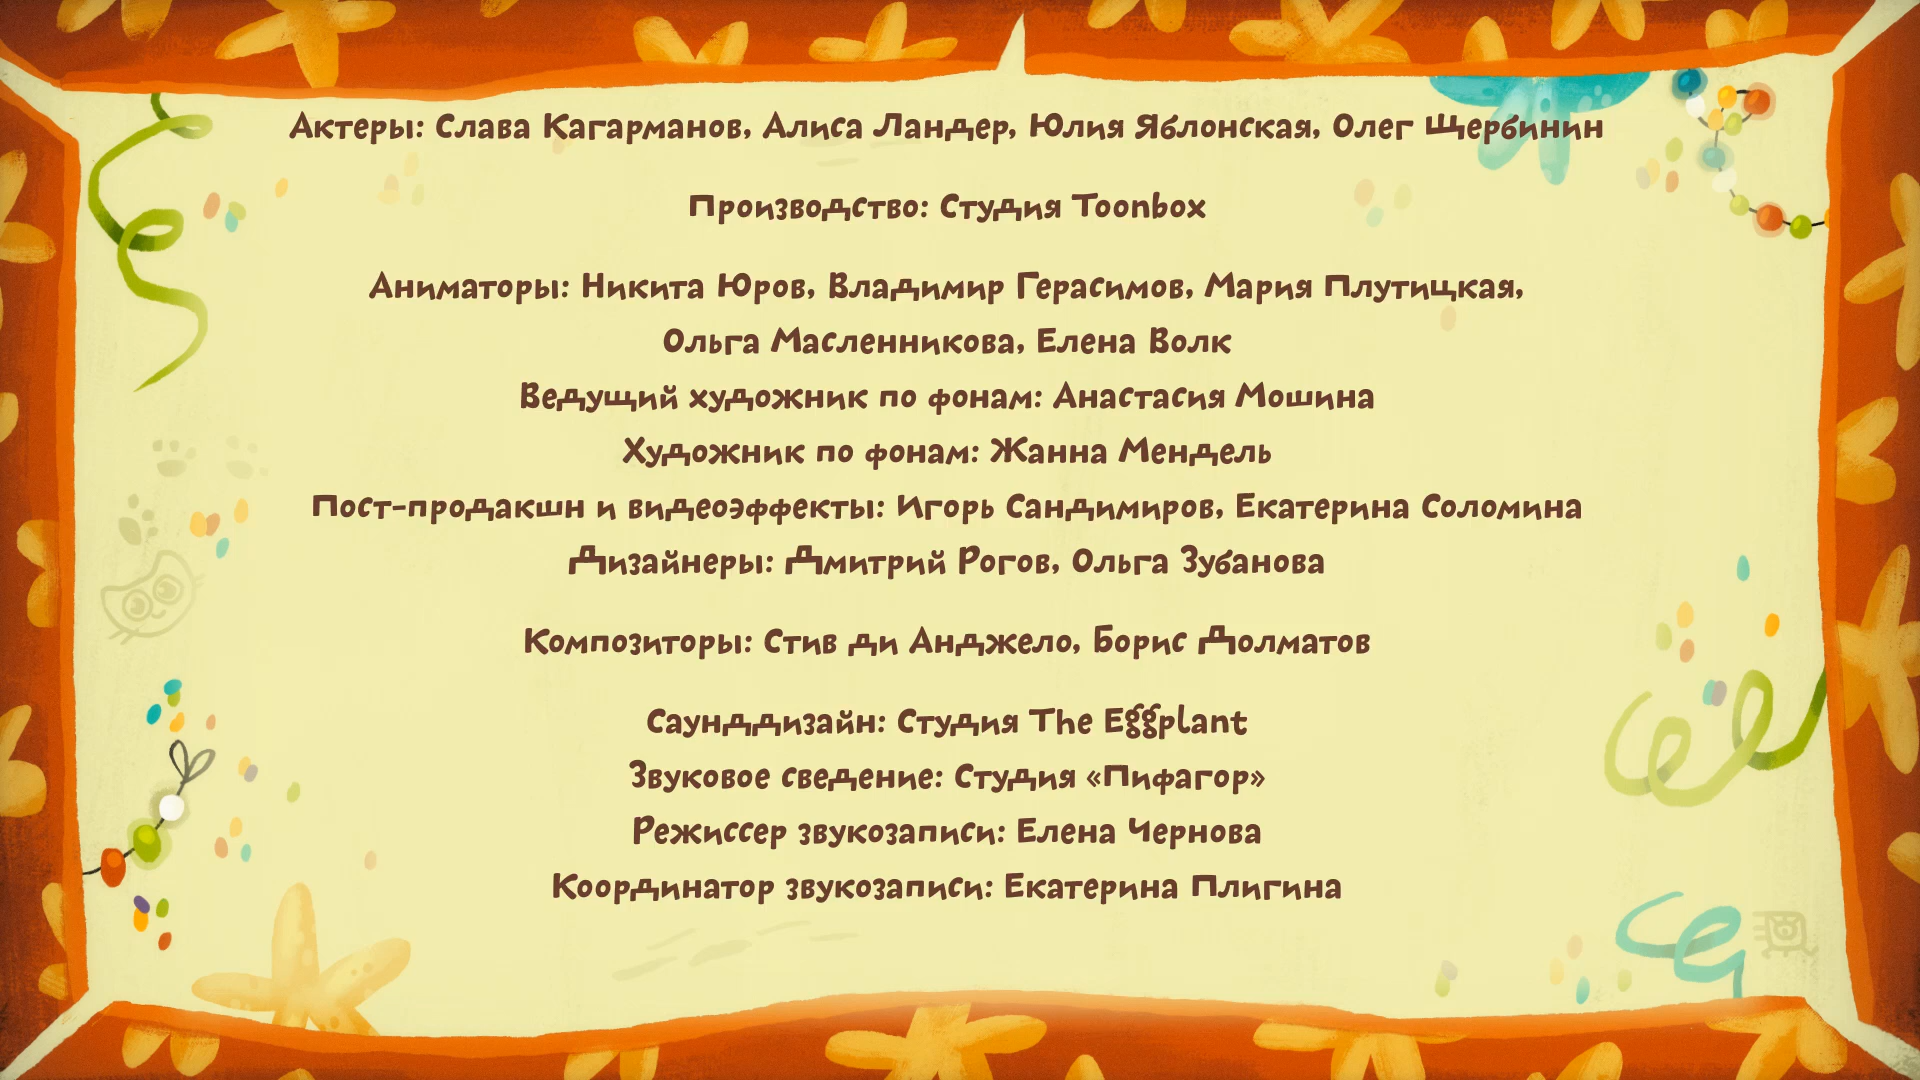 Актеры: Слава Кагарманов, Алиса Ландер, Юлия Яблонская, Олег Щербинин
Производство: Студия Toonbox
Аниматоры: Никита Юров, Владимир Герасимов, Мария Плутицкая,
Ольга Масленникова, Елена Волк
Ведущий художник по фонам: Анастасия Мошина
Художник по фонам: Жанна Мендель
Пост-продакшн и видеоэффекты: Игорь Сандимиров, Екатерина Соломина
Дизайнеры: Дмитрий Рогов, Ольга Зубанова
Композиторы: Стив ди Анджело, Борис Долматов
Саунддизайн: Студия The Eggplant
Звуковое сведение: Студия «Пифагор»
Режиссер звукозаписи: Елена Чернова
Координатор звукозаписи: Екатерина Плигина